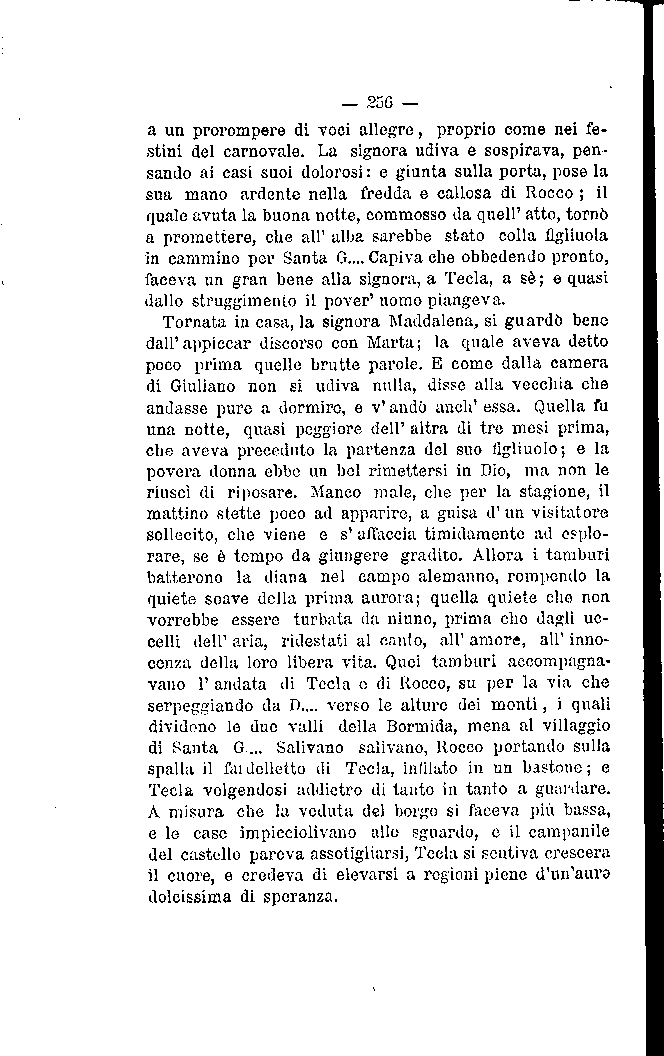 — 256 —
a un prorompere di voci allegre, proprio come nei fe-
stini del carnovale. La signora udiva e sospirava, pen-
sando ai casi suoi dolorosi: e giunta sulla porta, pose la
sua mano ardente nella fredda e callosa di Rocco; il
quale avuta la buona notte, commosso da quell' atto, tornò
a promettere, che all' alba sarebbe stato colla figliuola
in cammino per Santa G.... Capiva che obbedendo pronto,
faceva un gran bene alla signora, a Tecla, a sè; e quasi
dallo struggimento il pover' uomo piangeva.
Tornata in casa, la signora Maddalena, si guardò bene
dall' appiccar discorso con Marta; la quale aveva detto
poco prima quelle brutte parole. E come dalla camera
di Giuliano non si udiva nulla, disse alla vecchia che
andasse pure a dormire, e v' andò anch' essa. Quella fu
una notte, quasi peggiore dell' altra di tre mesi prima,
che aveva preceduto la partenza del suo figliuolo; e la
povera donna ebbe un bel rimettersi in Dio, ma non le
riuscì di riposare. Manco male, che per la stagione, il
mattino stette poco ad apparire, a guisa d' un visitatore
sollecito, che viene e s' affaccia timidamente ad esplo-
rare, se è tempo da giungere gradito. Allora i tamburi
batterono la diana nel campo alemanno, rompendo la
quiete soave della prima aurora; quella quiete che non
vorrebbe essere turbata da niuno, prima che dagli uc-
celli dell' aria, ridestati al canto, all' amore, all' inno-
cenza della loro libera vita. Quei tamburi accompagna-
vano l' andata di Tecla e di Rocco, su per la via che
serpeggiando da D.... verso le alture dei monti, i quali
dividono le due valli della Bormida, mena al villaggio
di Santa G.... Salivano salivano, Rocco portando sulla
spalla il fardelletto di Tecla, infilato in un bastone; e
Tecla volgendosi addietro di tanto in tanto a guardare.
A misura che la veduta del borgo si faceva più bassa,
e le case impicciolivano allo sguardo, e il campanile
del castello pareva assotigliarsi, Tecla si sentiva crescere
il cuore, e credeva di elevarsi a regioni piene d'un'aura
dolcissima di speranza.